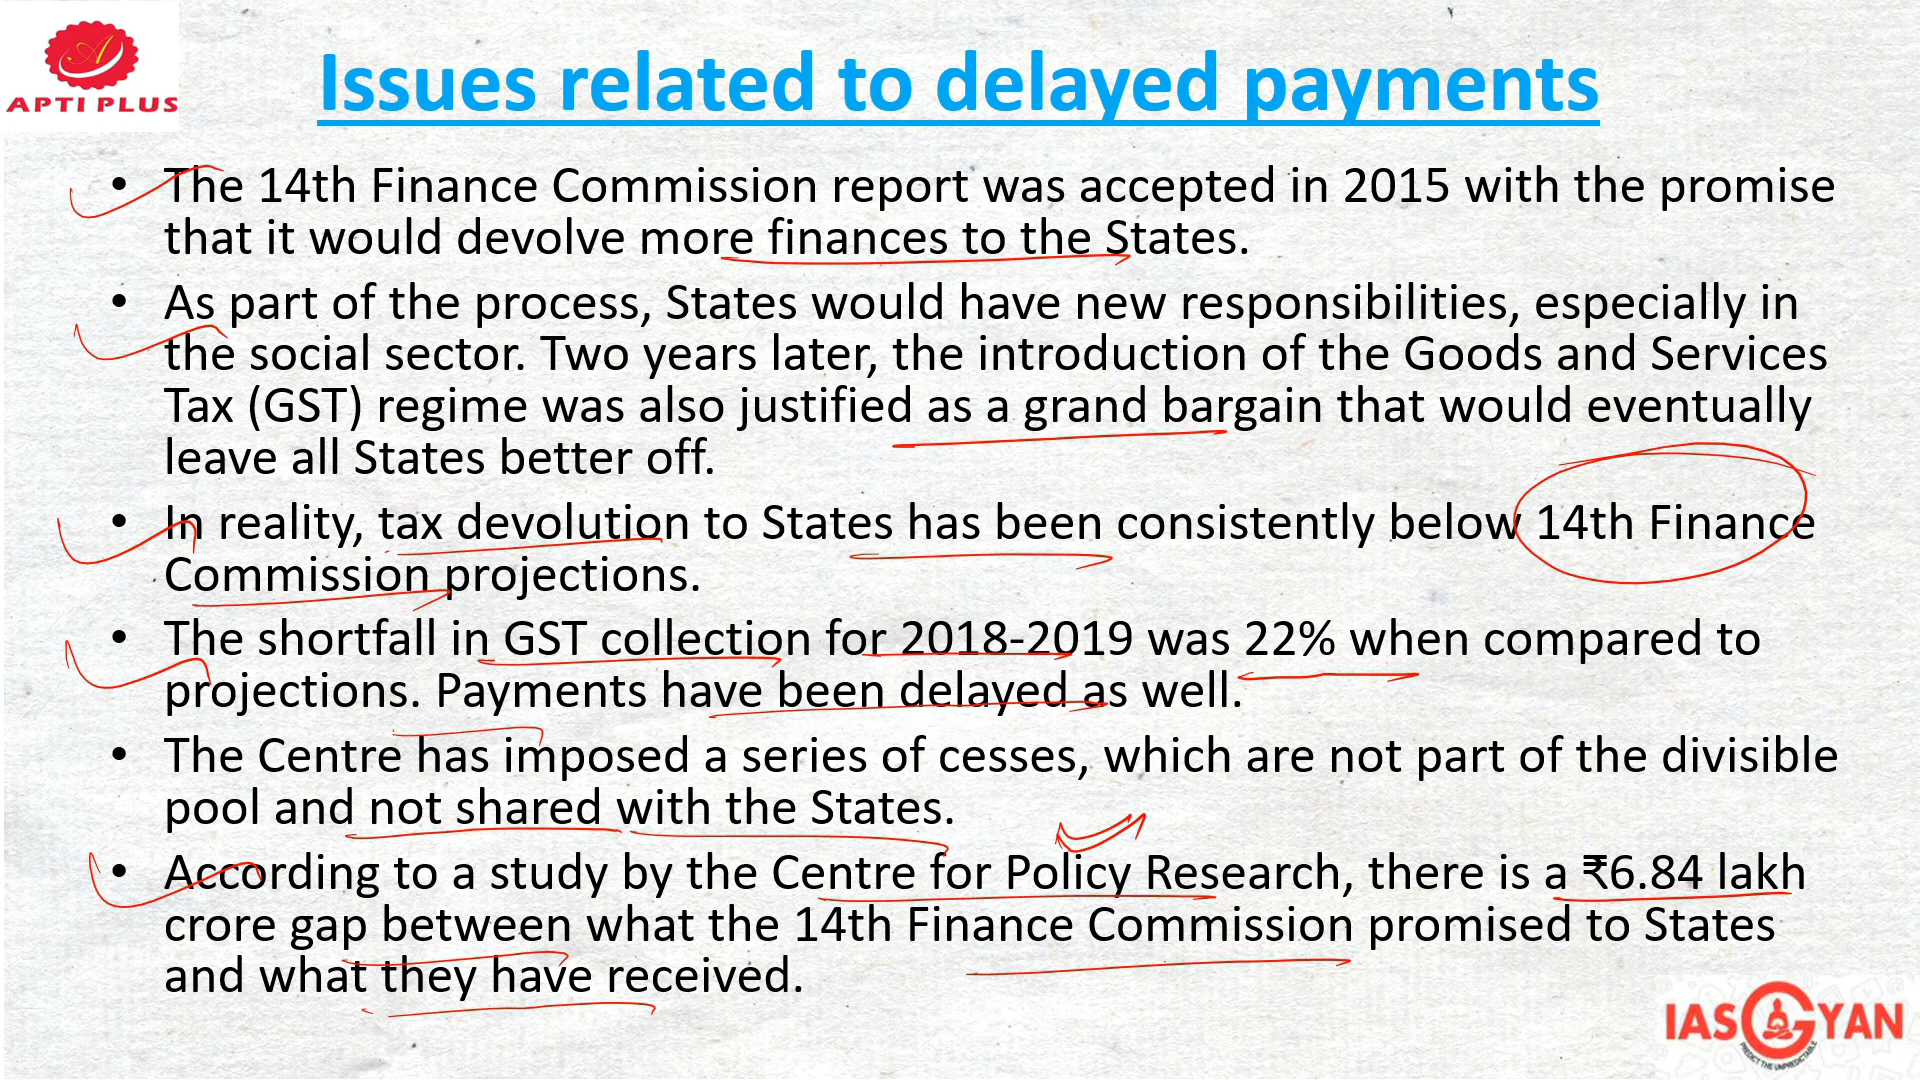 A
APTI PLUS
Issues related to delayed payments
• The 14th Finance Commission report was accepted in 2015 with the promise
that it would devolve more finances to the States.
• As part of the process, States would have new responsibilities, especially in
the social sector. Two years later, the introduction of the Goods and Services
Tax (GST) regime was also justified as a grand bargain that would eventually
leave all States better off.
• In reality, tax devolution to States has been consistently below 14th Finance
Commission projections.
• The shortfall in GST collection for 2018-2019 was 22% when compared to
projections. Payments have been delayed as well.
• The Centre has imposed a series of cesses, which are not part of the divisible
pool and not shared with the States.
• According to a study by the Centre for Policy Research, there is a ₹6.84 lakh
crore gap between what the 14th Finance Commission promised to States
and what they have received.
IAS GYAN
PREDICT THE UNPREDICTABLE